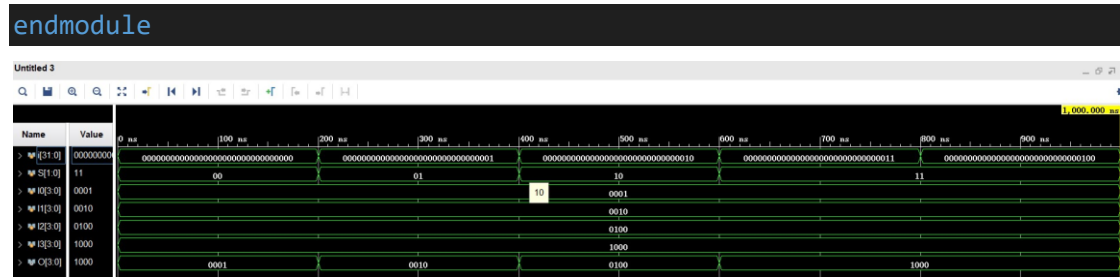 endmodule
Untitled 3
1,000.000 ns
Name Value 0 ns 100 ns 200 ns 300 ns 400 ns 500 ns 600 ns 700 ns 800 ns 900 ns
i[31:0] 000000000 00000000000000000000000000000000 00000000000000000000000000000001 00000000000000000000000000000010 00000000000000000000000000000011 00000000000000000000000000000100
S[1:0] 11 00 01 10 11
I0[3:0] 0001 10 0001
I1[3:0] 0010 0010
I2[3:0] 0100 0100
I3[3:0] 1000 1000
O[3:0] 1000 0001 0010 0100 1000